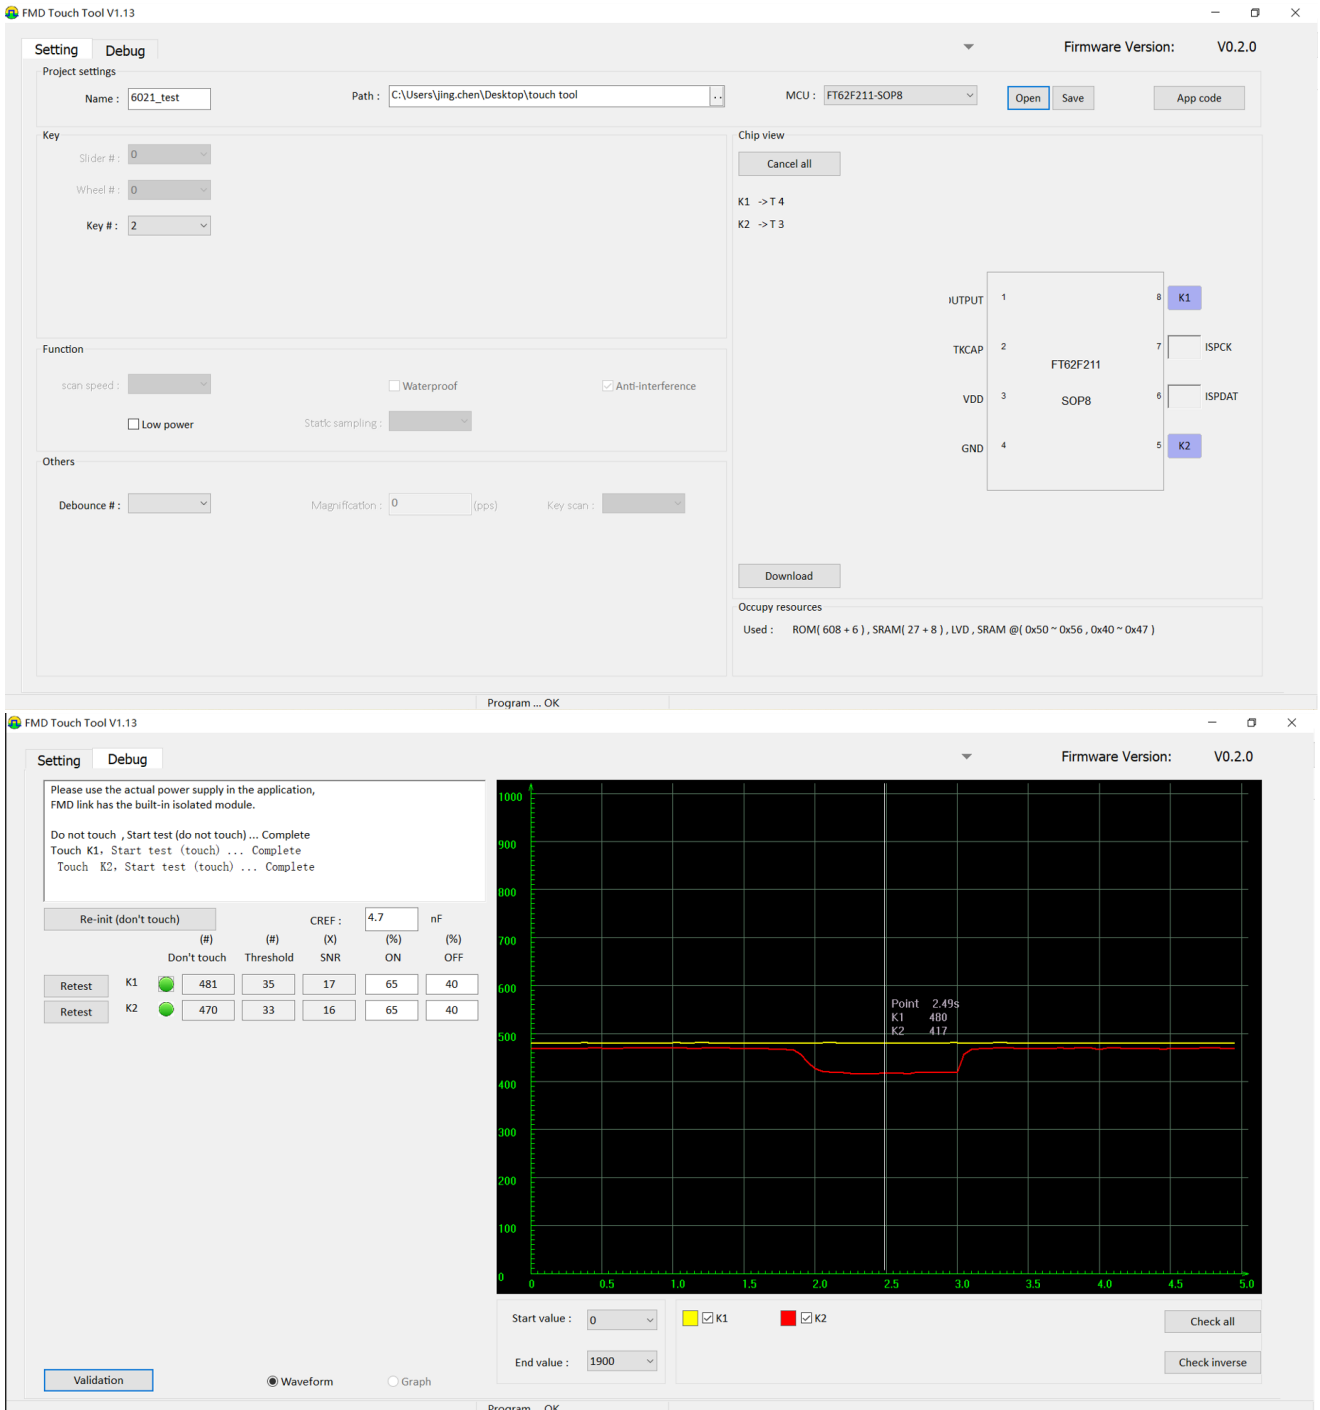 FMD Touch Tool V1.13
Setting Debug Firmware Version: V0.2.0
Project settings
Name : 6021_test Path : C:\Users\jing.chen\Desktop\touch tool .. MCU : FT62F211-SOP8 Open Save App code
Key
Slider # : 0
Wheel # : 0
Key # : 2
Chip view
Cancel all
K1 ->T 4
K2 ->T 3
UTPUT 1 8 K1
TKCAP 2 7 ISPCK
FT62F211
VDD 3 SOP8 6 ISPDAT
GND 4 5 K2
Function
scan speed : Waterproof Anti-interference
Low power Static sampling :
Others
Debounce # : Magnification : 0 (pps) Key scan :
Download
Occupy resources
Used : ROM( 608 + 6 ) , SRAM( 27 + 8 ) , LVD , SRAM @( 0x50 ~ 0x56 , 0x40 ~ 0x47 )
Program ... OK
FMD Touch Tool V1.13
Setting Debug Firmware Version: V0.2.0
Please use the actual power supply in the application,
FMD link has the built-in isolated module.
Do not touch , Start test (do not touch) ... Complete
Touch K1, Start test (touch) ... Complete
Touch K2, Start test (touch) ... Complete
Re-init (don't touch) CREF : 4.7 nF
(#) (#) (X) (%) (%)
Don't touch Threshold SNR ON OFF
Retest K1 481 35 17 65 40
Retest K2 470 33 16 65 40
1000
900
800
700
600
500
400
300
200
100
0
Point 2.49s
K1 480
K2 417
0 0.5 1.0 1.5 2.0 2.5 3.0 3.5 4.0 4.5 5.0
Start value : 0 K1 K2 Check all
End value : 1900 Check inverse
Validation Waveform Graph
Program ... OK